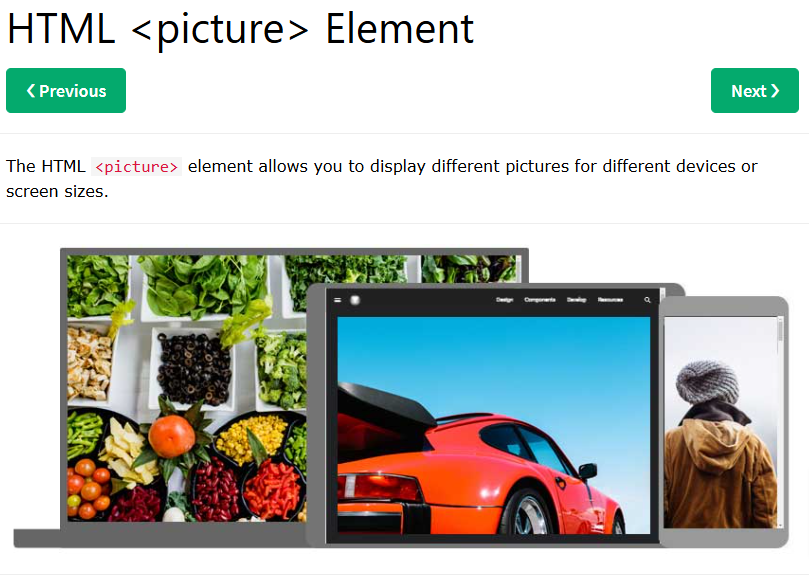 HTML <picture> Element
❮ Previous
Next ❯
The HTML <picture> element allows you to display different pictures for different devices or
screen sizes.
Design Components Develop Resources